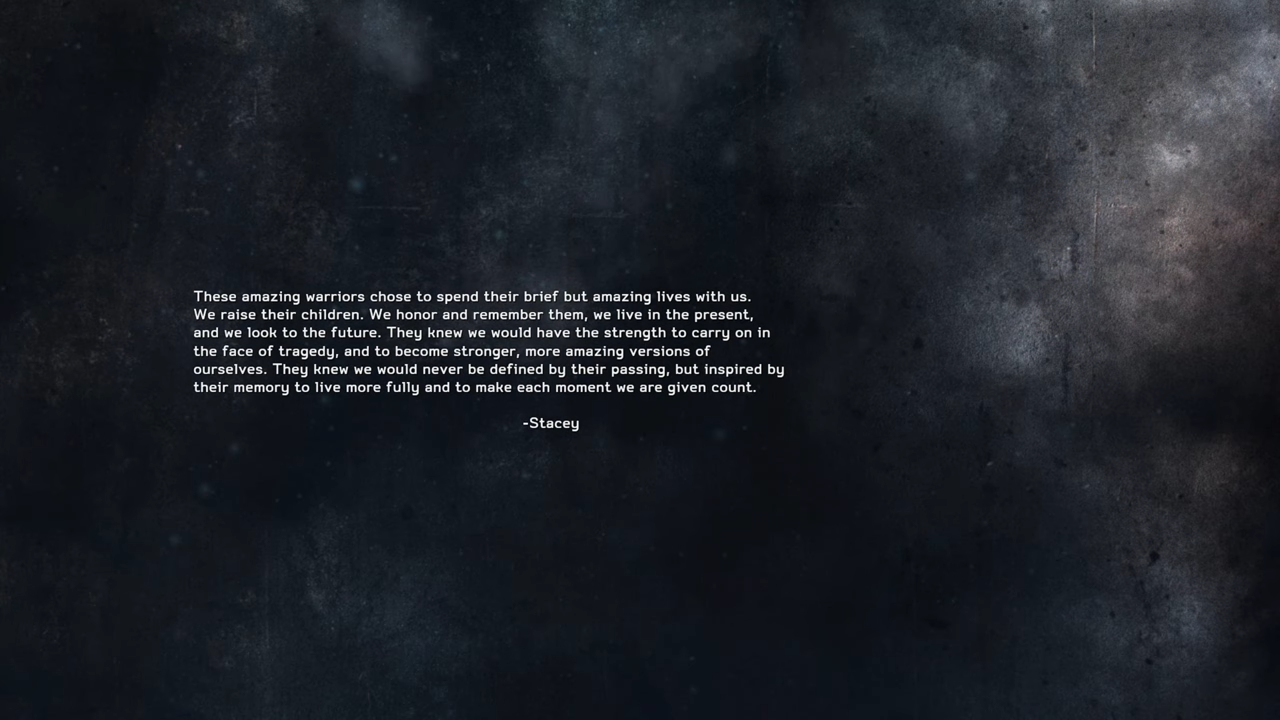 These amazing warriors chose to spend their brief but amazing lives with us.
We raise their children. We honor and remember them, we live in the present,
and we look to the future. They knew we would have the strength to carry on in
the face of tragedy, and to become stronger, more amazing versions of
ourselves. They knew we would never be defined by their passing, but inspired by
their memory to live more fully and to make each moment we are given count.
-Stacey